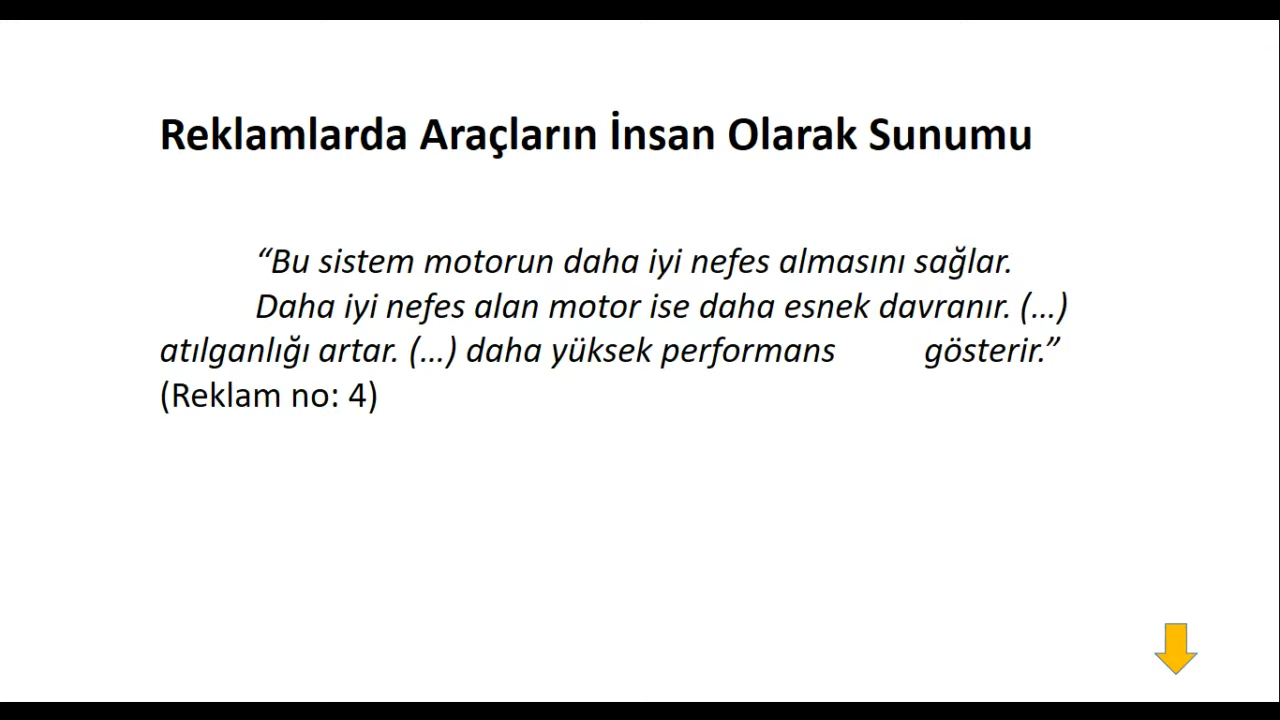 Reklamlarda Araçların İnsan Olarak Sunumu
“Bu sistem motorun daha iyi nefes almasını sağlar.
Daha iyi nefes alan motor ise daha esnek davranır. (…)
atılganlığı artar. (…) daha yüksek performans gösterir.”
(Reklam no: 4)